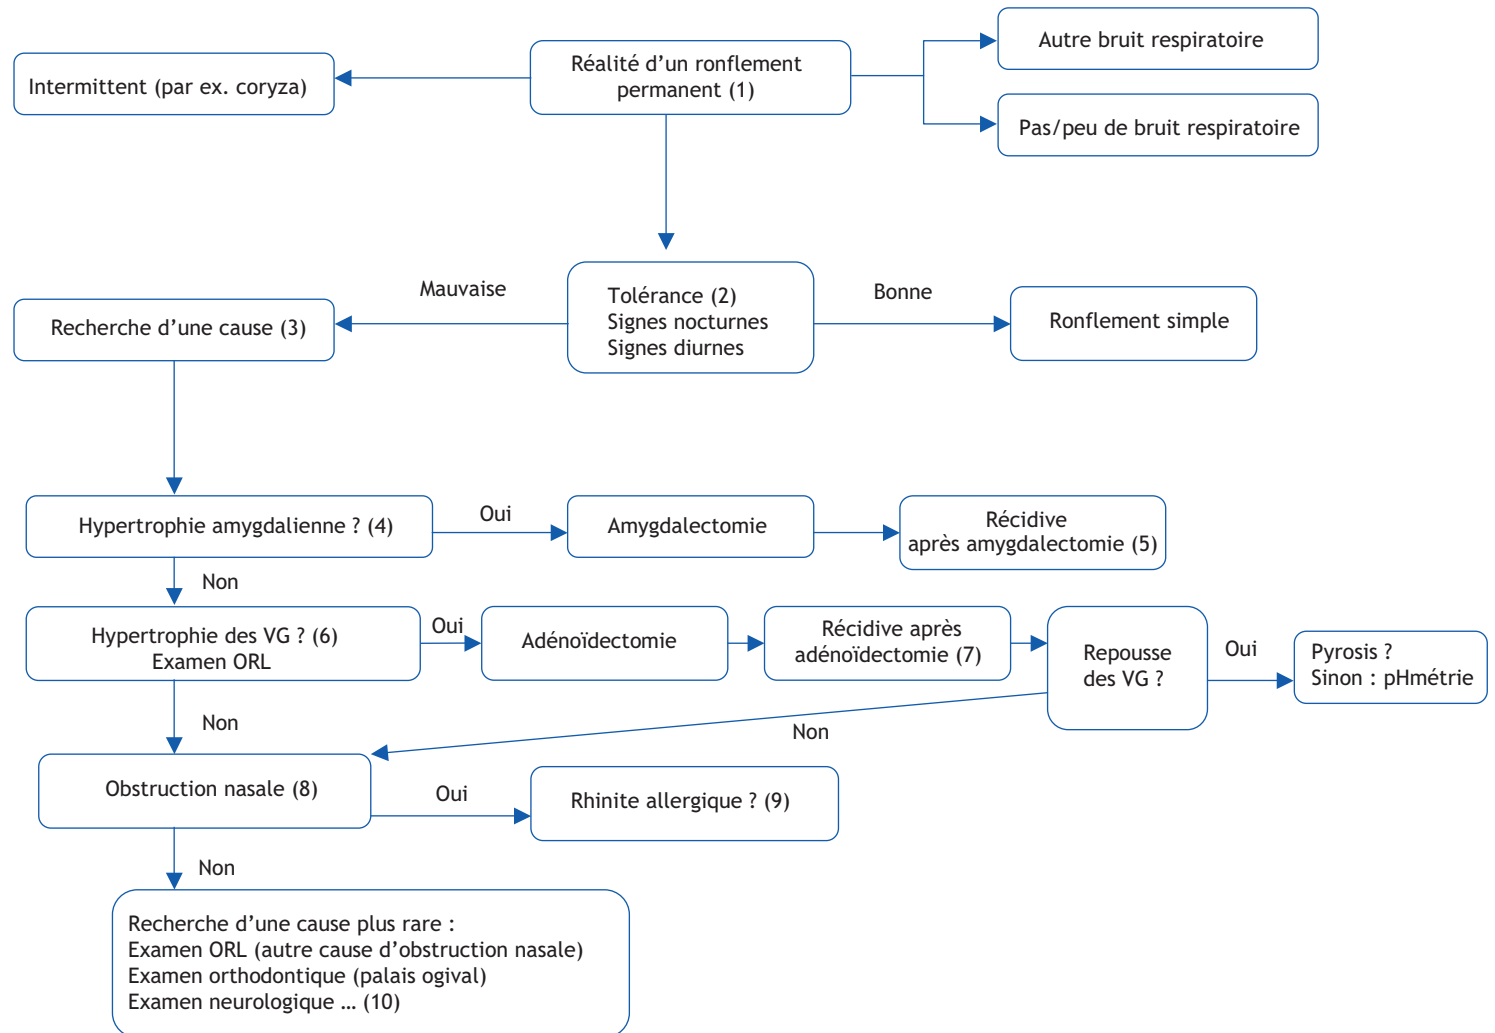 Autre bruit respiratoire
Réalité d’un ronflement
permanent (1)
Intermittent (par ex. coryza)
Pas/peu de bruit respiratoire
Mauvaise
Bonne
Tolérance (2)
Signes nocturnes
Signes diurnes
Recherche d’une cause (3)
Ronflement simple
Hypertrophie amygdalienne ? (4)
Oui
Amygdalectomie
Récidive
après amygdalectomie (5)
Non
Hypertrophie des VG ? (6)
Examen ORL
Oui
Adénoïdectomie
Récidive après
adénoïdectomie (7)
Repousse
des VG ?
Oui
Pyrosis ?
Sinon : pHmétrie
Non
Non
Obstruction nasale (8)
Oui
Rhinite allergique ? (9)
Non
Recherche d’une cause plus rare :
Examen ORL (autre cause d’obstruction nasale)
Examen orthodontique (palais ogival)
Examen neurologique … (10)